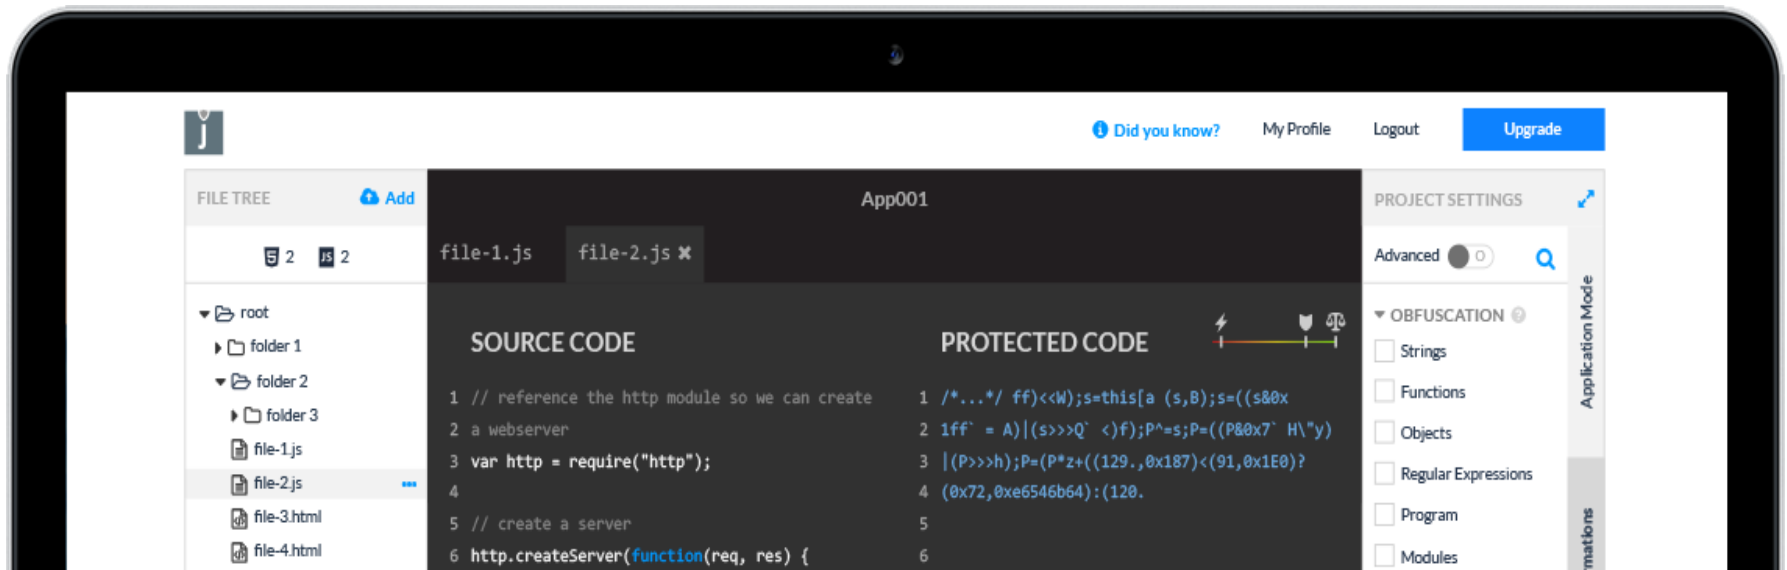 j
Did you know?
My Profile
Logout
Upgrade
FILE TREE
Add
5 2 JS 2
root
folder 1
folder 2
folder 3
file-1.js
file-2.js
file-3.html
file-4.html
App001
file-1.js
file-2.js
SOURCE CODE
1 // reference the http module so we can create
2 a webserver
3 var http = require("http");
4
5 // create a server
6 http.createServer(function(req, res) {
PROTECTED CODE
1 /*...*/ ff)<<W);s=this[a (s,B);s=((s&0x
2 1ff` = A)|(s>>>Q` <)f);P^=s;P=((P&0x7` H\"y)
3 |(P>>>h);P=(P*z+((129.,0x187)<(91,0x1E0)?
4 (0x72,0xe6546b64):(120.
5
6
PROJECT SETTINGS
Advanced
OBFUSCATION
Strings
Functions
Objects
Regular Expressions
Program
Modules
Application Mode